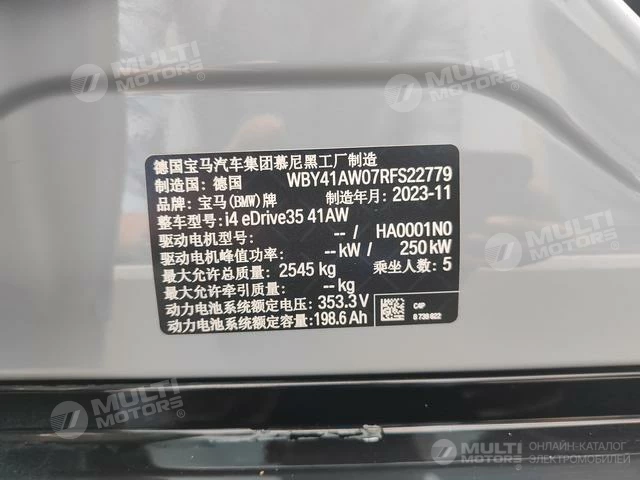 MULTI
MOTORS
MULTI
MOTORS
德国宝马汽车集团慕尼黑工厂制造
制造国：德国 WBY41AW07RFS22779
品牌：宝马(BMW)牌 制造年月：2023-11
整车型号：i4 eDrive35 41AW
驱动电机型号： -- / HA0001N0
驱动电机峰值功率： -- kW / 250 kW
最大允许总质量：2545 kg 乘坐人数：5
最大允许牵引质量： -- kg
动力电池系统额定电压：353.3 V C4P
动力电池系统额定容量：198.6 Ah 8 738 822
MULTI
MOTORS
MULTI
MOTORS
ОНЛАЙН-КАТАЛОГ
ЭЛЕКТРОМОБИЛЕЙ